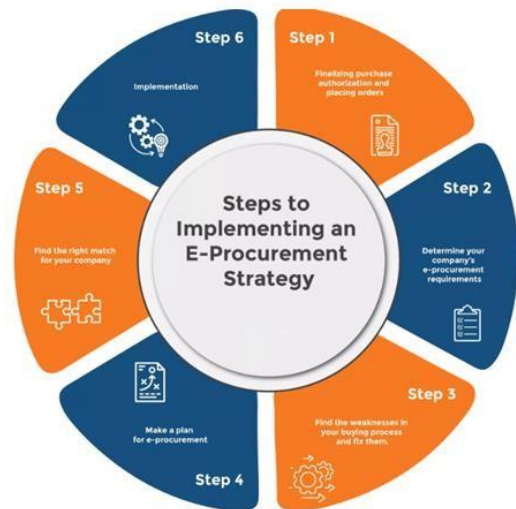 Steps to
Implementing an
E-Procurement
Strategy
Step 1
Finalizing purchase
authorization and
placing orders
Step 2
Determine your
company's
e-procurement
requirements
Step 3
Find the weaknesses in
your buying process
and fix them.
Make a plan
for e-procurement
Step 4
Step 5
Find the right match
for your company
Step 6
Implementation